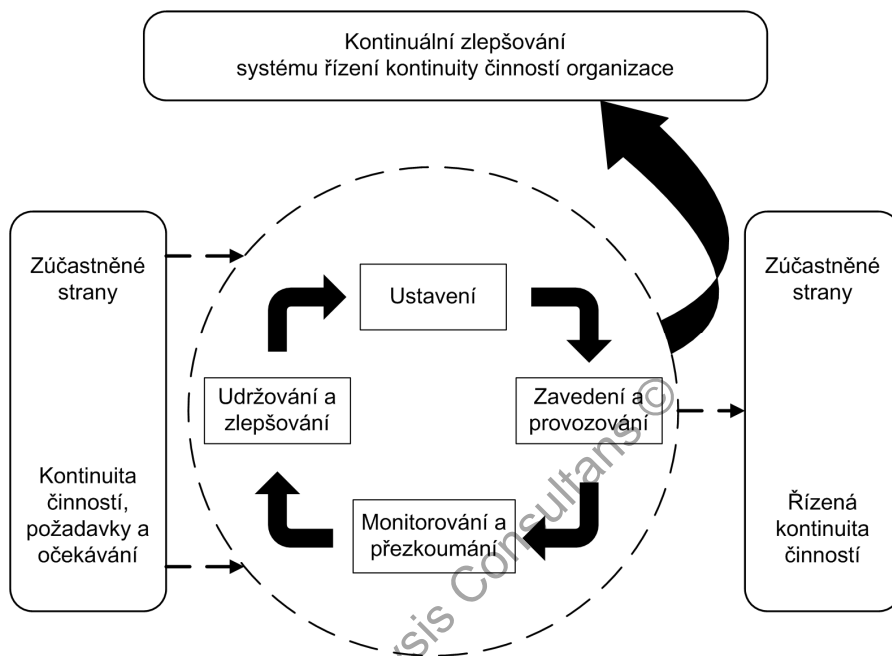 Kontinuální zlepšování
systému řízení kontinuity činností organizace
Zúčastněné
strany
Kontinuita
činností,
požadavky a
očekávání
Ustavení
Udržování a
zlepšování
Zavedení a
provozování
Monitorování a
přezkoumání
Zúčastněné
strany
Řízená
kontinuita
činností
Consultans ©